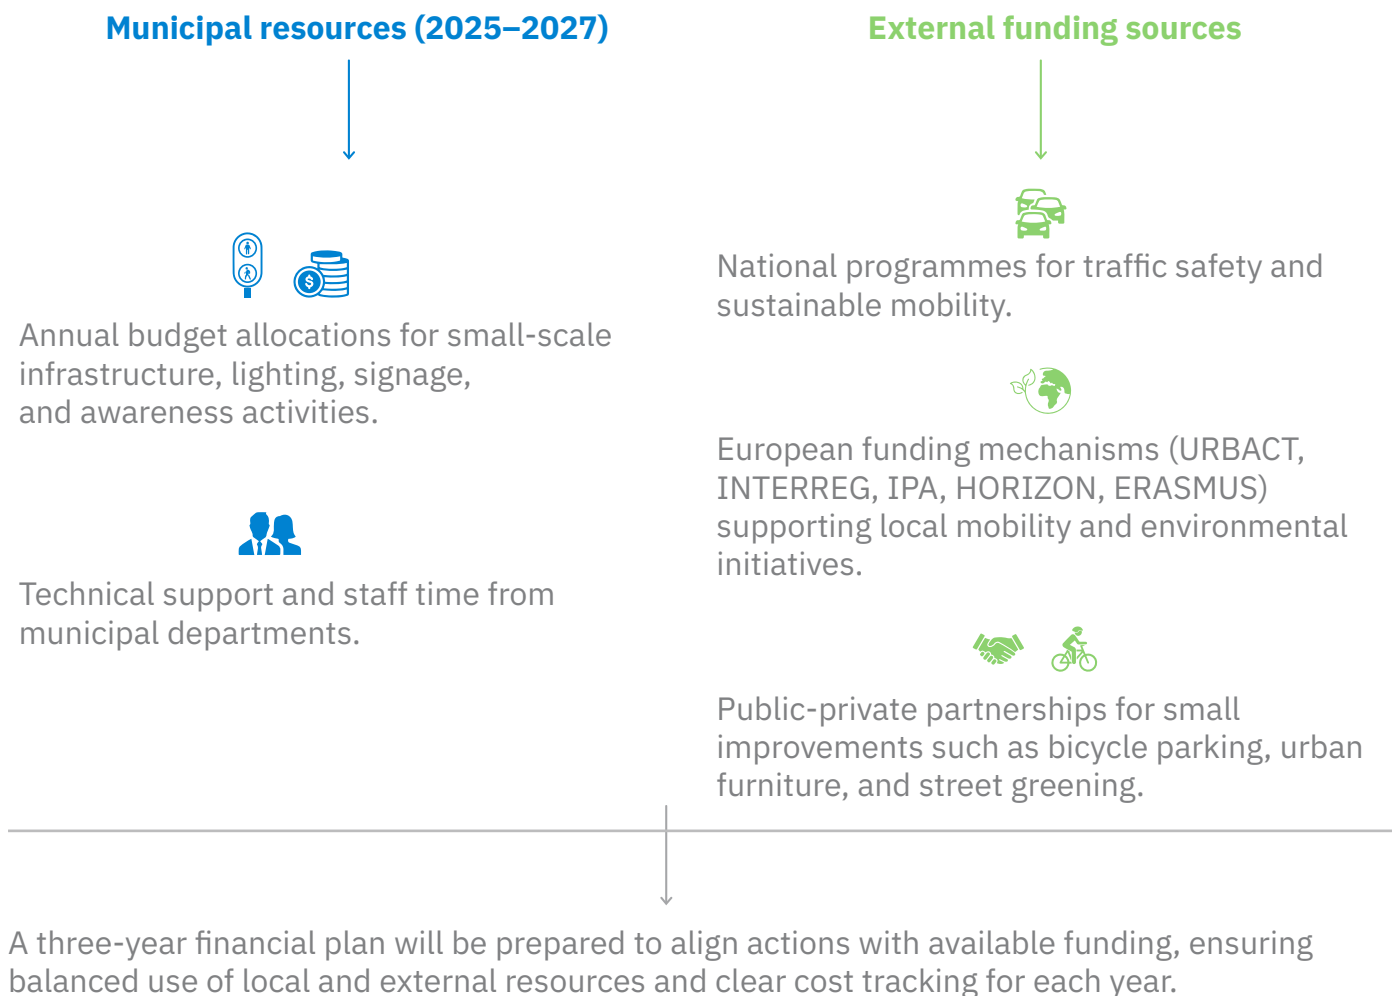 Municipal resources (2025–2027)
Annual budget allocations for small-scale
infrastructure, lighting, signage,
and awareness activities.
Technical support and staff time from
municipal departments.
External funding sources
National programmes for traffic safety and
sustainable mobility.
European funding mechanisms (URBACT,
INTERREG, IPA, HORIZON, ERASMUS)
supporting local mobility and environmental
initiatives.
Public-private partnerships for small
improvements such as bicycle parking, urban
furniture, and street greening.
A three-year financial plan will be prepared to align actions with available funding, ensuring
balanced use of local and external resources and clear cost tracking for each year.